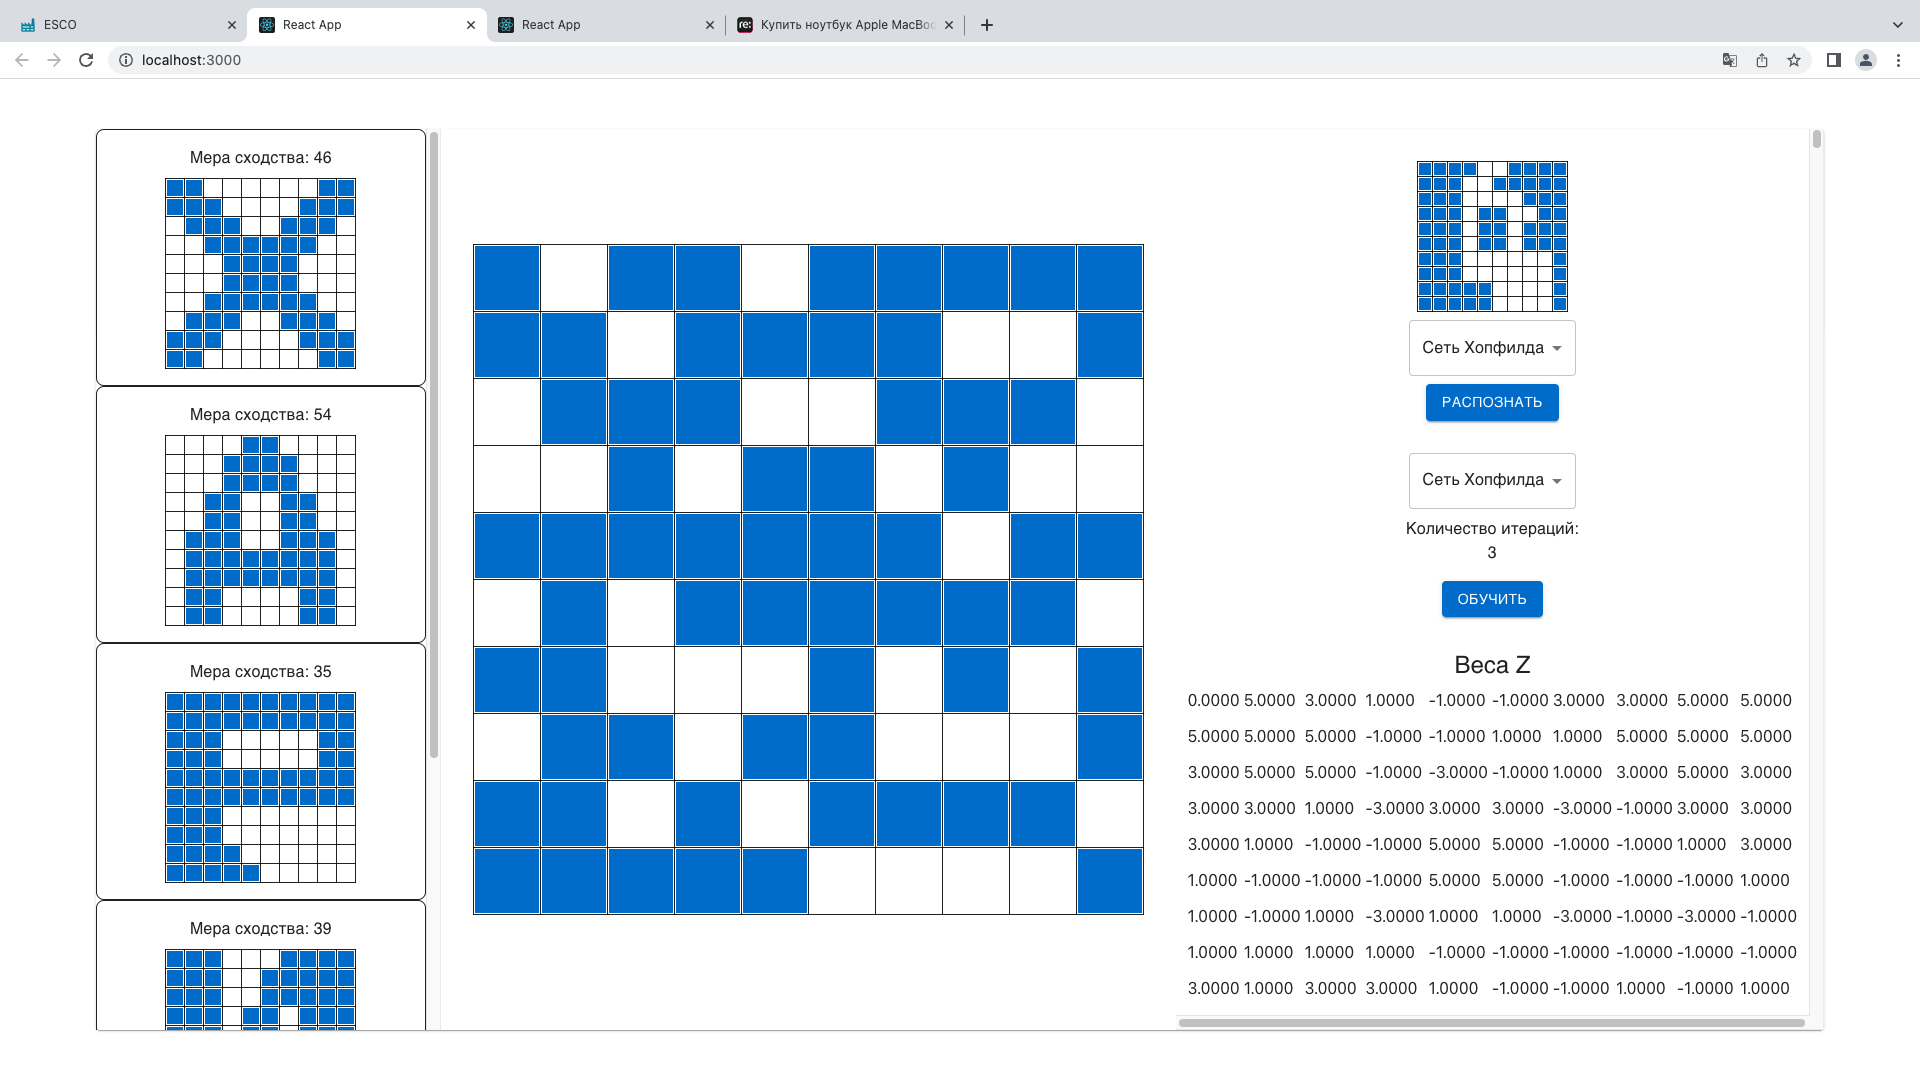 ESCO
React App
React App
re: Купить ноутбук Apple MacBoo
localhost:3000
Мера сходства: 46
Мера сходства: 54
Мера сходства: 35
Мера сходства: 39
Сеть Хопфилда
РАСПОЗНАТЬ
Сеть Хопфилда
Количество итераций:
3
ОБУЧИТЬ
Веса Z
0.0000 5.0000 3.0000 1.0000 -1.0000 -1.0000 3.0000 3.0000 5.0000 5.0000
5.0000 5.0000 5.0000 -1.0000 -1.0000 1.0000 1.0000 5.0000 5.0000 5.0000
3.0000 5.0000 5.0000 -1.0000 -3.0000 -1.0000 1.0000 3.0000 5.0000 3.0000
3.0000 3.0000 1.0000 -3.0000 3.0000 3.0000 -3.0000 -1.0000 3.0000 3.0000
3.0000 1.0000 -1.0000 -1.0000 5.0000 5.0000 -1.0000 -1.0000 1.0000 3.0000
1.0000 -1.0000 -1.0000 -1.0000 5.0000 5.0000 -1.0000 -1.0000 -1.0000 1.0000
1.0000 -1.0000 1.0000 -3.0000 1.0000 1.0000 -3.0000 -1.0000 -3.0000 -1.0000
1.0000 1.0000 1.0000 1.0000 -1.0000 -1.0000 -1.0000 -1.0000 -1.0000 -1.0000
3.0000 1.0000 3.0000 3.0000 1.0000 -1.0000 -1.0000 1.0000 -1.0000 1.0000